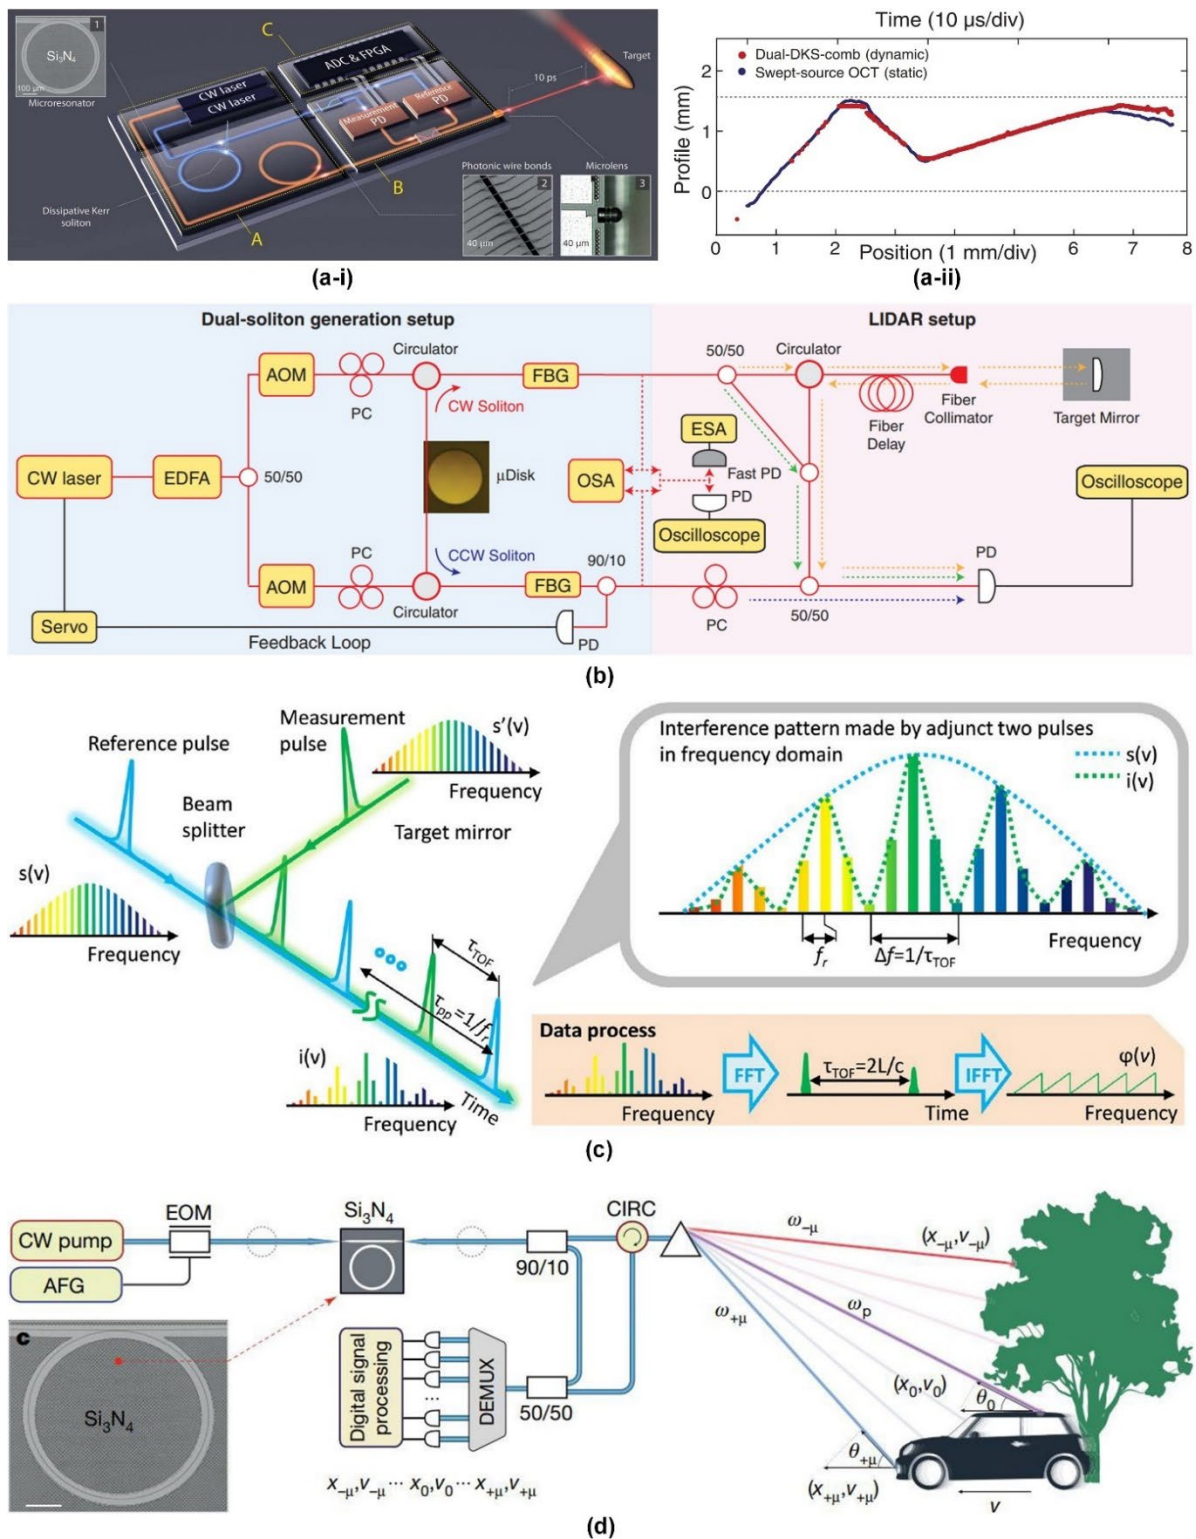 1
Si₃N₄
100 μm
Microresonator
C
ADC & FPGA
CW laser
CW laser
Measurement
PD
Reference
PD
10 ps
Target
Dissipative Kerr
soliton
A
B
Photonic wire bonds
2
40 μm
Microlens
3
40 μm
(a-i)
Time (10 μs/div)
Dual-DKS-comb (dynamic)
Swept-source OCT (static)
Profile (mm)
2
1
0
0 1 2 3 4 5 6 7 8
Position (1 mm/div)
(a-ii)
Dual-soliton generation setup
LIDAR setup
AOM
PC
Circulator
FBG
CW Soliton
50/50
Circulator
Fiber
Delay
Fiber
Collimator
Target Mirror
CW laser
EDFA
50/50
μDisk
OSA
ESA
Fast PD
PD
Oscilloscope
Oscilloscope
AOM
PC
Circulator
CCW Soliton
FBG
90/10
PC
50/50
PD
Servo
Feedback Loop
PD
(b)
Reference pulse
Measurement
pulse
s'(v)
Frequency
Beam
splitter
Target mirror
s(v)
Frequency
τTOF
τpp=1/fr
i(v)
Frequency
Time
Interference pattern made by adjunct two pulses
in frequency domain
s(v)
i(v)
fr
Δf=1/τTOF
Frequency
Data process
Frequency
FFT
τTOF=2L/c
Time
IFFT
φ(v)
Frequency
(c)
CW pump
AFG
EOM
Si₃N₄
90/10
CIRC
ω₋μ
(x₋μ,v₋μ)
ωp
ω₊μ
(x₀,v₀)
θ₀
θ₊μ
(x₊μ,v₊μ)
v
c
Si₃N₄
Digital signal
processing
...
DEMUX
50/50
x₋μ,v₋μ ··· x₀,v₀ ··· x₊μ,v₊μ
(d)